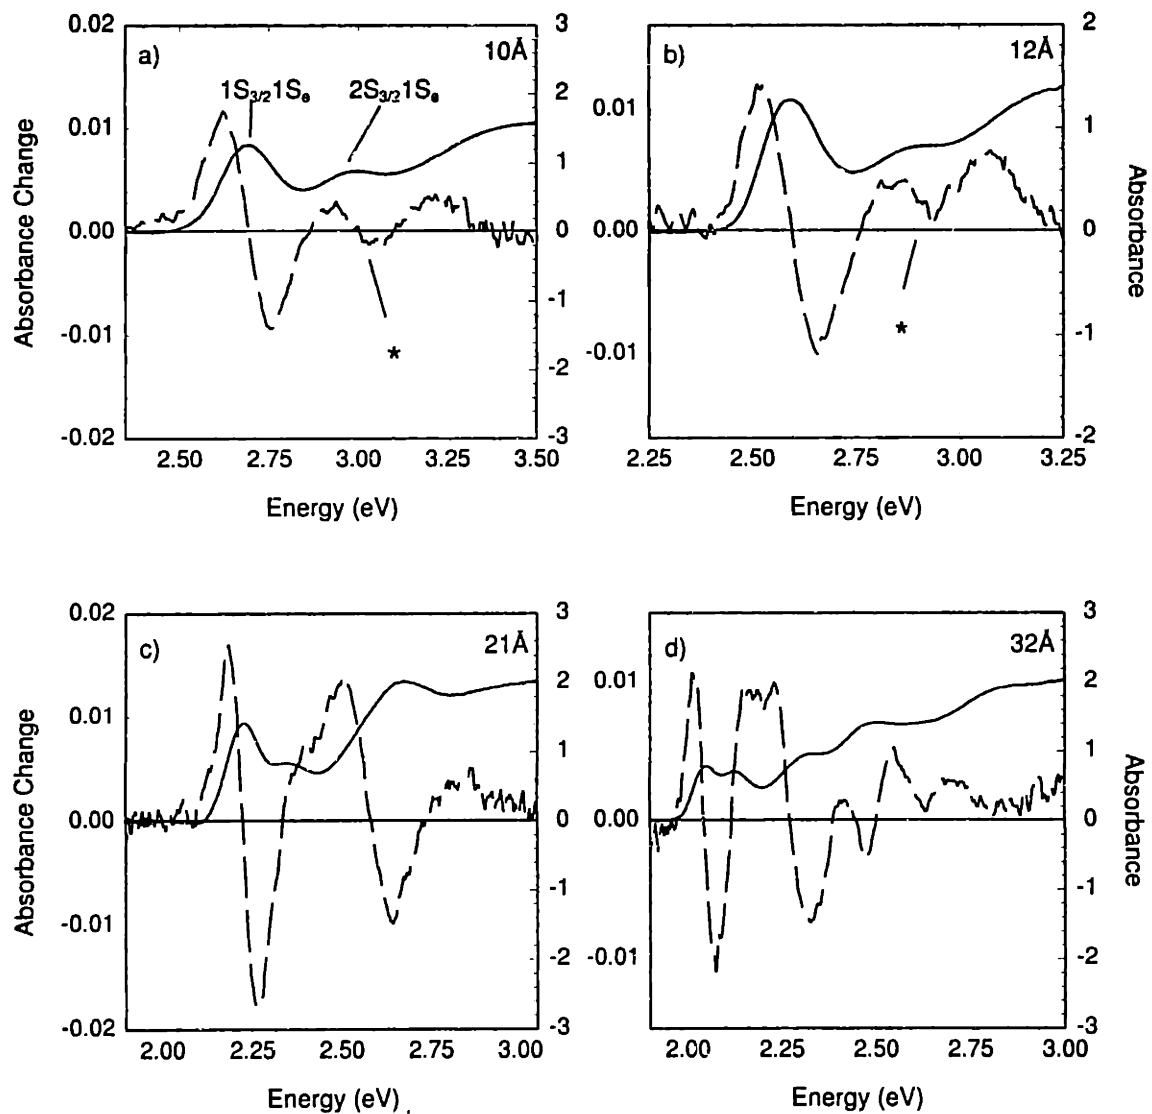 0.02 3
a) 10Å
1S3/21Se 2S3/21Se
2
0.01
1
0.00 0
-1
-0.01
*
-2
-0.02 -3
2.50 2.75 3.00 3.25 3.50
Energy (eV)
Absorbance Change
2
b) 12Å
0.01
1
0.00 0
*
-1
-0.01
-2
2.25 2.50 2.75 3.00 3.25
Energy (eV)
Absorbance
0.02 3
c) 21Å
2
0.01
1
0.00 0
-1
-0.01
-2
-0.02 -3
2.00 2.25 2.50 2.75 3.00
Energy (eV)
Absorbance Change
3
d) 32Å
0.01 2
1
0.00 0
-1
-0.01 -2
-3
2.00 2.25 2.50 2.75 3.00
Energy (eV)
Absorbance